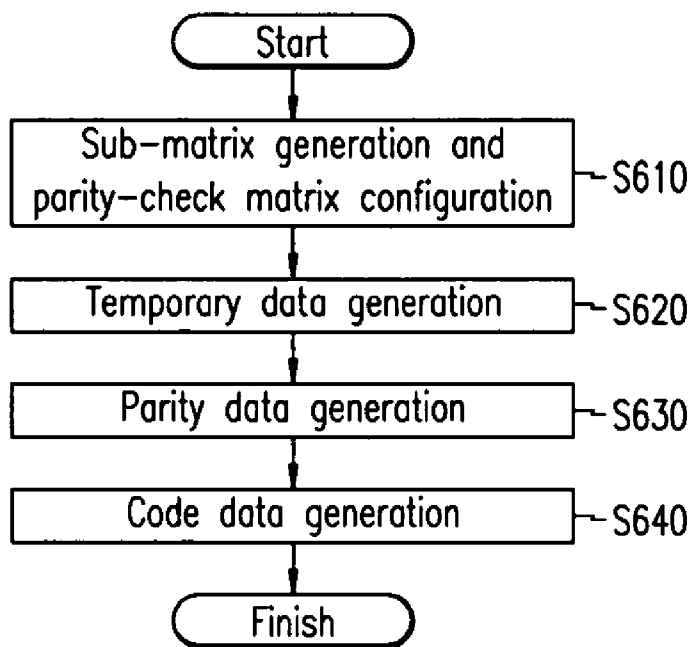 Start
Sub-matrix generation and
parity-check matrix configuration
S610
Temporary data generation
S620
Parity data generation
S630
Code data generation
S640
Finish